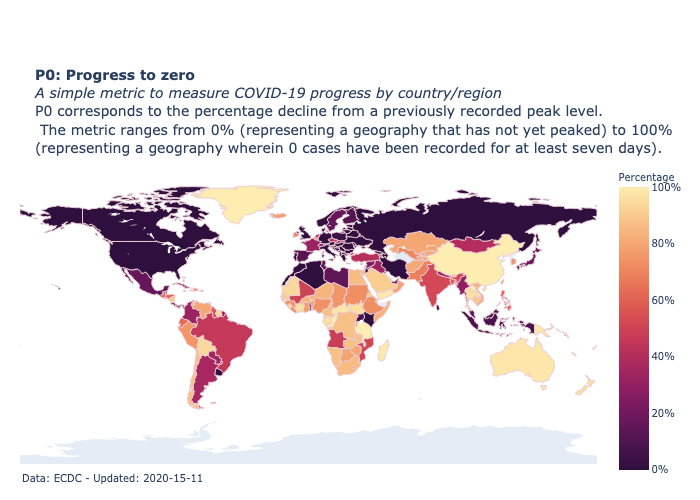 P0: Progress to zero
A simple metric to measure COVID-19 progress by country/region
P0 corresponds to the percentage decline from a previously recorded peak level.
The metric ranges from 0% (representing a geography that has not yet peaked) to 100%
(representing a geography wherein 0 cases have been recorded for at least seven days).
Percentage
100%
80%
60%
40%
20%
0%
Data: ECDC - Updated: 2020-15-11